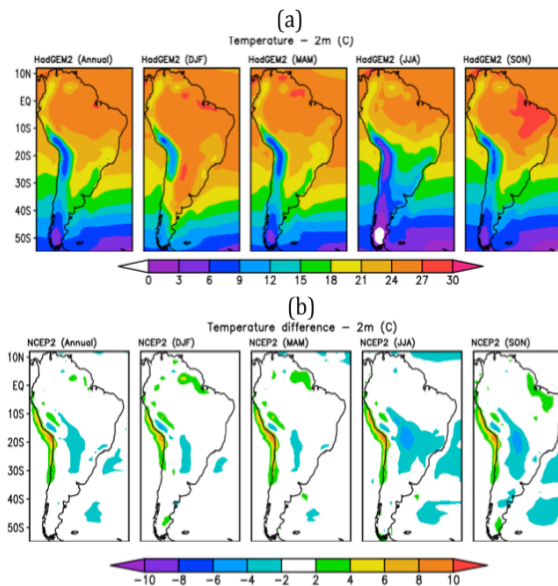 (a)
Temperature - 2m (C)
HadGEM2 (Annual) HadGEM2 (DJF) HadGEM2 (MAM) HadGEM2 (JJA) HadGEM2 (SON)
10N
EQ
10S
20S
30S
40S
50S
0 3 6 9 12 15 18 21 24 27 30
(b)
Temperature difference - 2m (C)
NCEP2 (Annual) NCEP2 (DJF) NCEP2 (MAM) NCEP2 (JJA) NCEP2 (SON)
10N
EQ
10S
20S
30S
40S
50S
-10 -8 -6 -4 -2 2 4 6 8 10